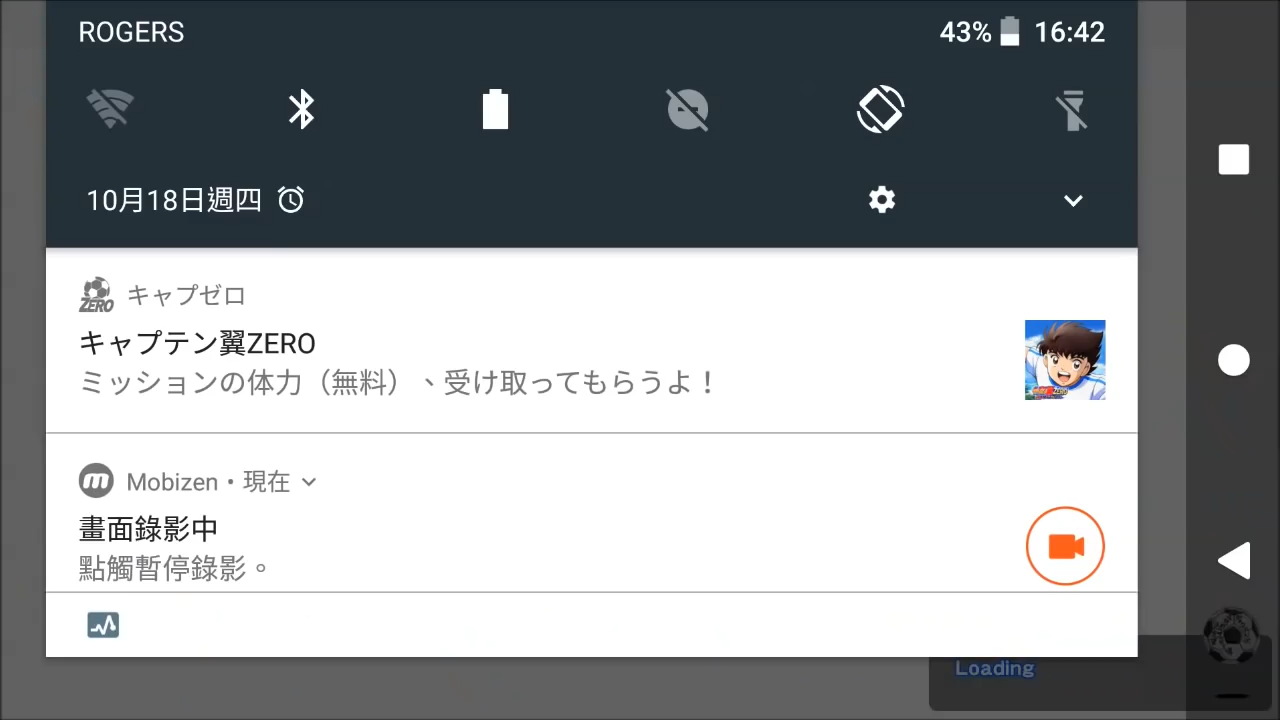 ROGERS
43% 16:42
10月18日週四
ZERO キャプゼロ
キャプテン翼ZERO
ミッションの体力（無料）、受け取ってもらうよ！
Mobizen • 現在
畫面錄影中
點觸暫停錄影。
Loading